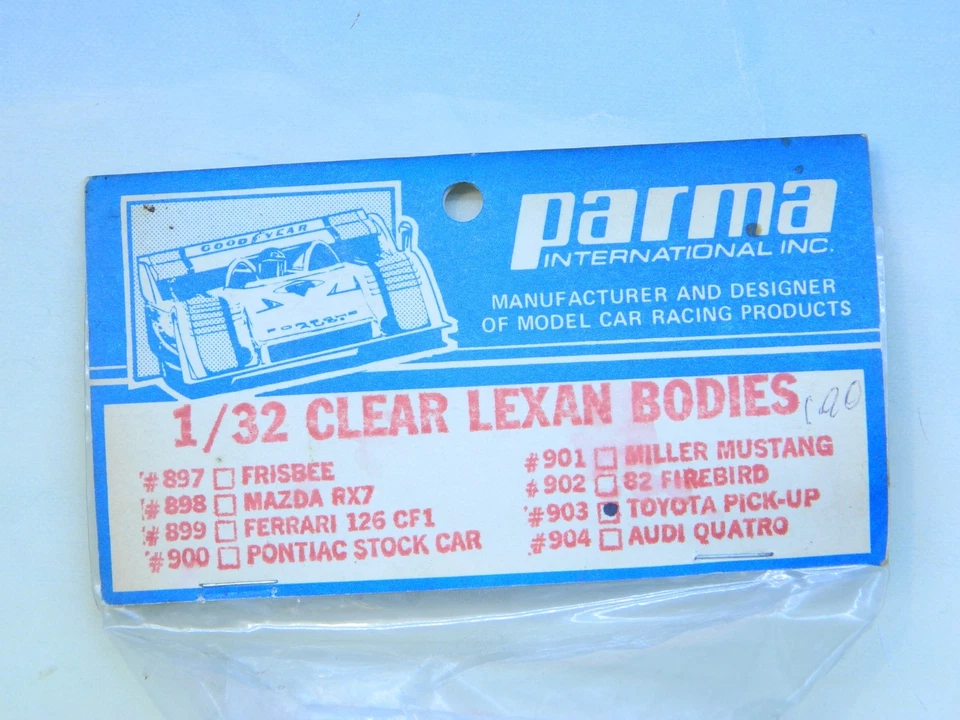 GOODYEAR
parma
INTERNATIONAL INC.
MANUFACTURER AND DESIGNER
OF MODEL CAR RACING PRODUCTS
1/32 CLEAR LEXAN BODIES
#897 FRISBEE
#898 MAZDA RX7
#899 FERRARI 126 CF1
#900 PONTIAC STOCK CAR
#901 MILLER MUSTANG
#902 82 FIREBIRD
#903 TOYOTA PICK-UP
#904 AUDI QUATRO